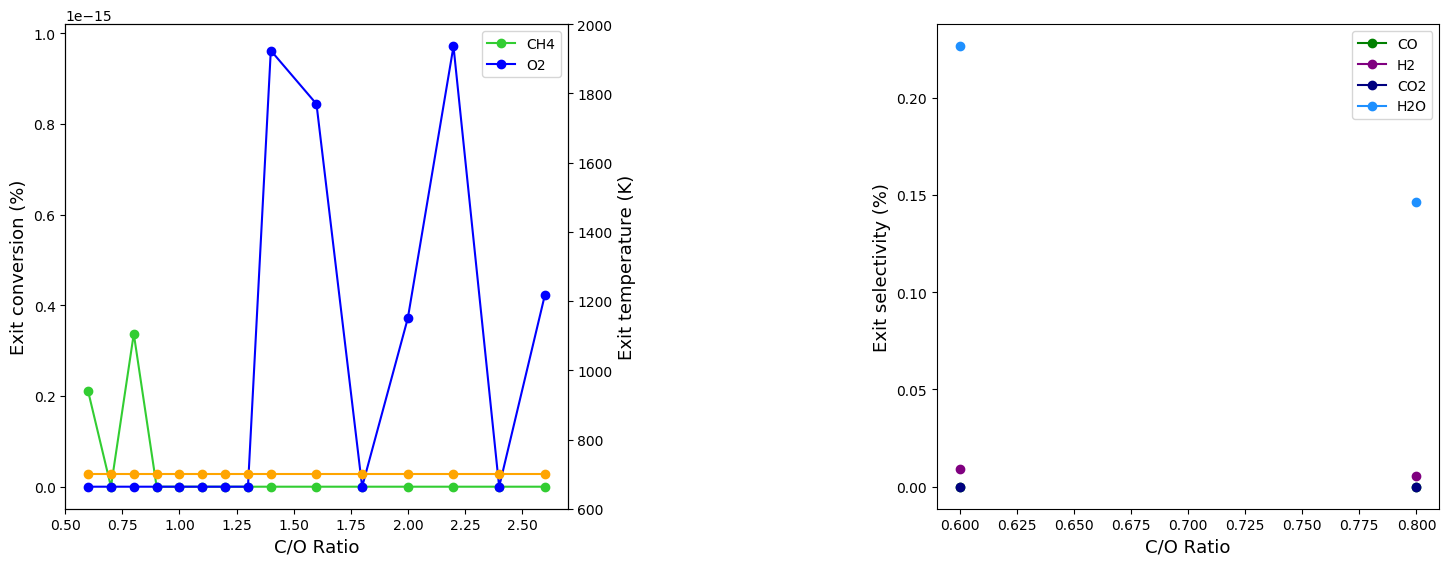 1e−15
1.0
0.8
0.6
0.4
0.2
0.0
Exit conversion (%)
0.50 0.75 1.00 1.25 1.50 1.75 2.00 2.25 2.50
C/O Ratio
CH4
O2
2000
1800
1600
1400
1200
1000
800
600
Exit temperature (K)
0.20
0.15
0.10
0.05
0.00
Exit selectivity (%)
0.600 0.625 0.650 0.675 0.700 0.725 0.750 0.775 0.800
C/O Ratio
CO
H2
CO2
H2O